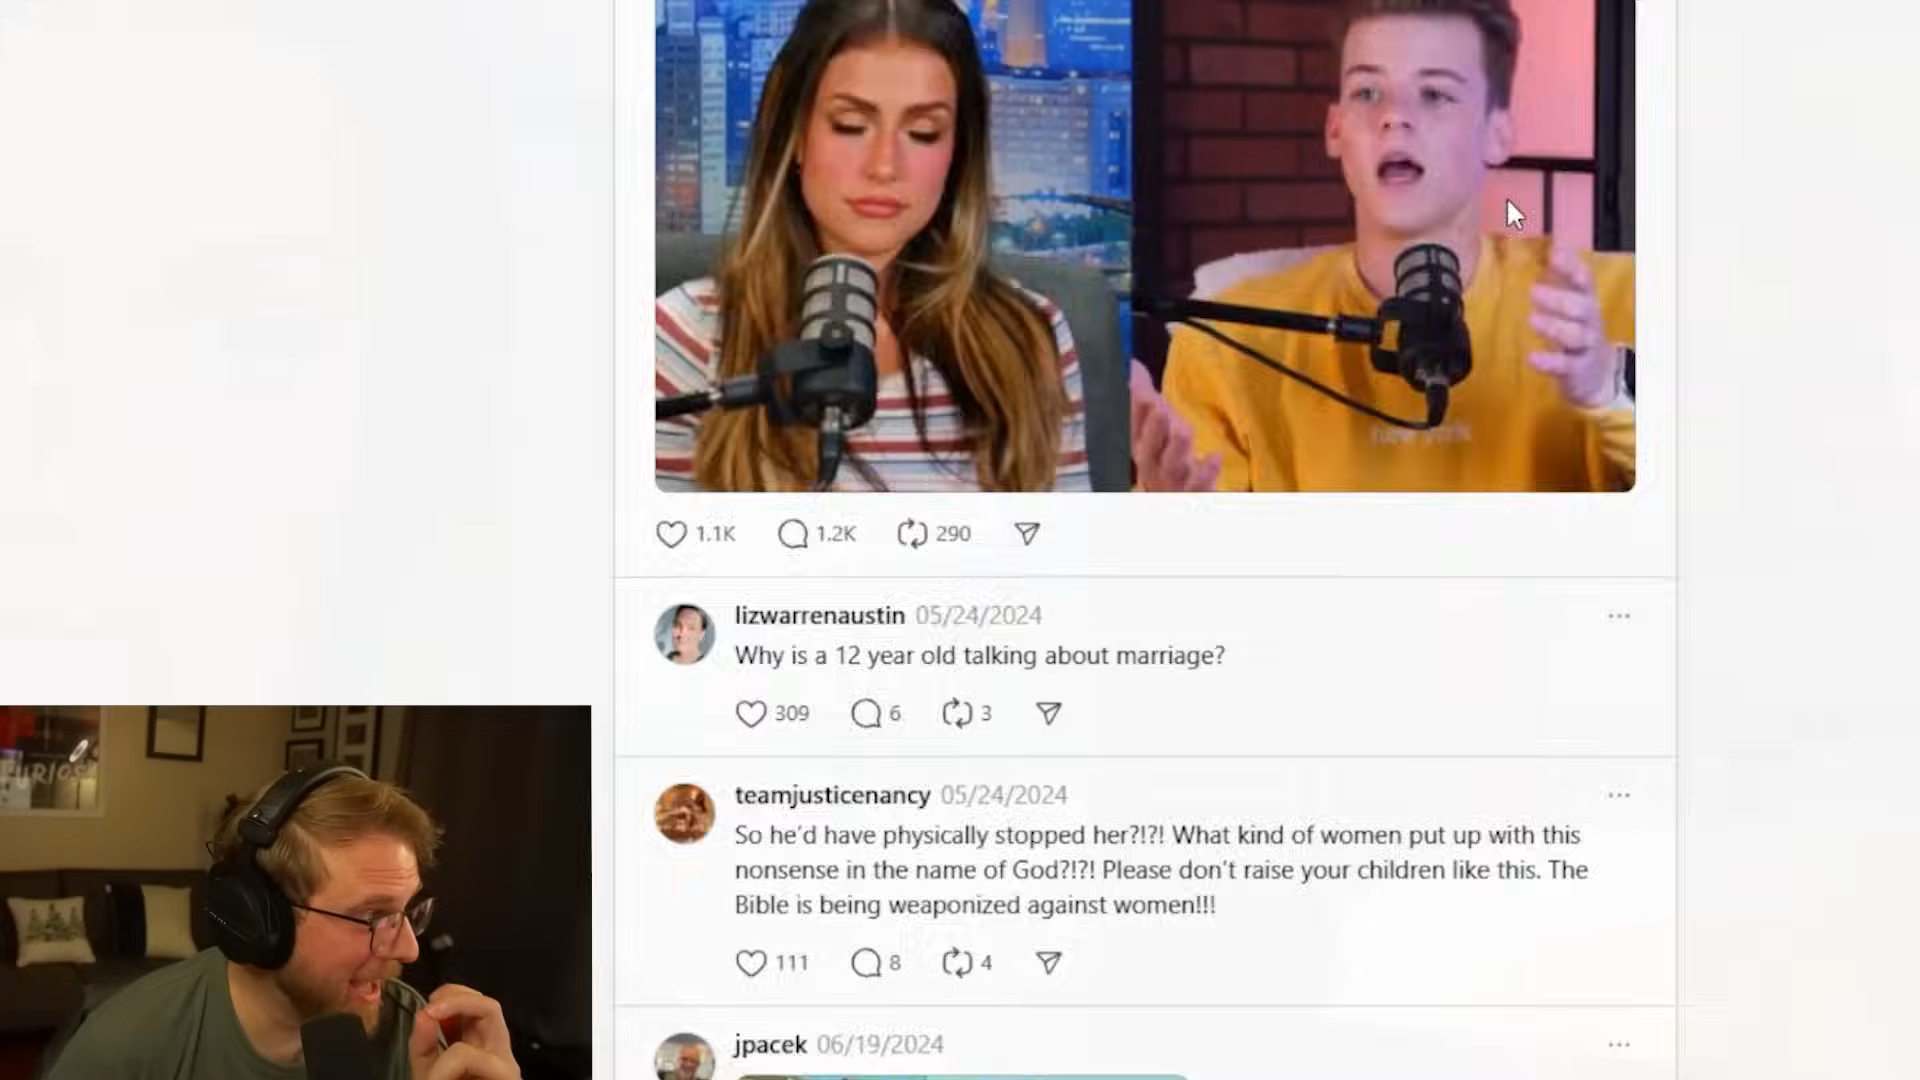 1.1K 1.2K 290
lizwarrenaustin 05/24/2024
Why is a 12 year old talking about marriage?
309 6 3
teamjusticenancy 05/24/2024
So he'd have physically stopped her?!?! What kind of women put up with this
nonsense in the name of God?!?! Please don't raise your children like this. The
Bible is being weaponized against women!!!
111 8 4
jpacek 06/19/2024